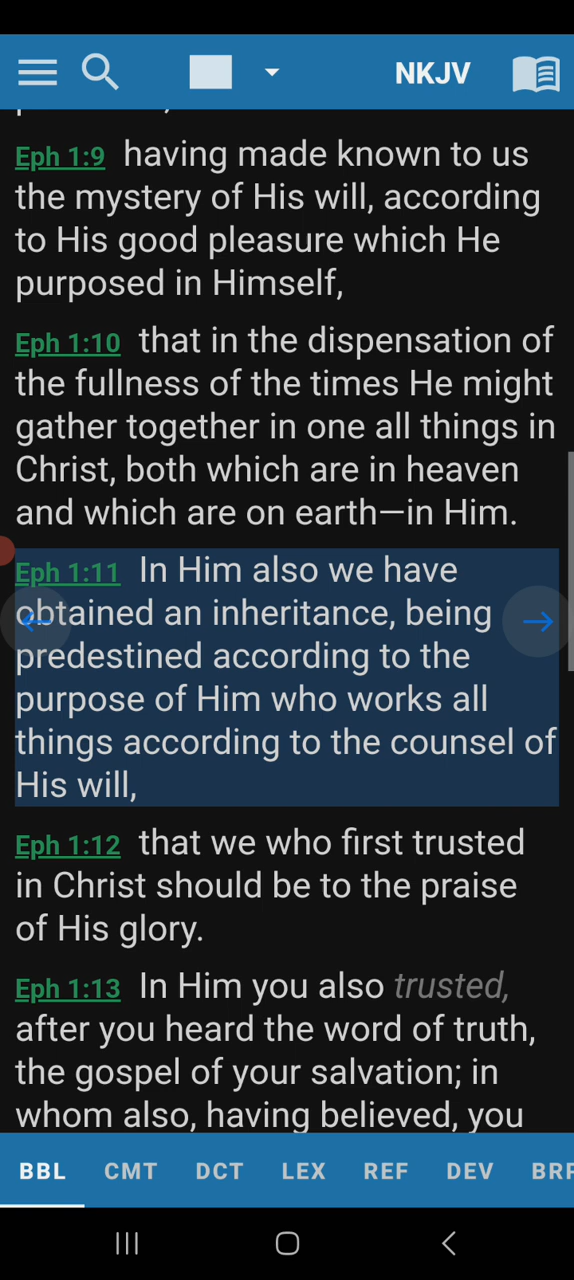 NKJV
Eph 1:9 having made known to us
the mystery of His will, according
to His good pleasure which He
purposed in Himself,
Eph 1:10 that in the dispensation of
the fullness of the times He might
gather together in one all things in
Christ, both which are in heaven
and which are on earth—in Him.
Eph 1:11 In Him also we have
obtained an inheritance, being
predestined according to the
purpose of Him who works all
things according to the counsel of
His will,
Eph 1:12 that we who first trusted
in Christ should be to the praise
of His glory.
Eph 1:13 In Him you also trusted,
after you heard the word of truth,
the gospel of your salvation; in
whom also, having believed, you
BBL CMT DCT LEX REF DEV